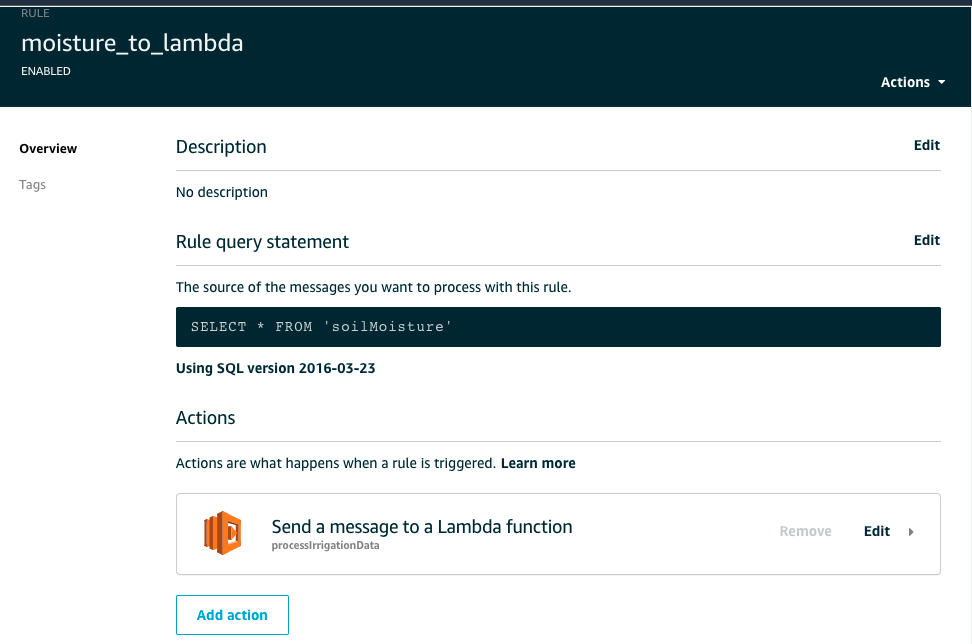 RULE
moisture_to_lambda
ENABLED
Actions
Overview
Tags
Description
Edit
No description
Rule query statement
Edit
The source of the messages you want to process with this rule.
SELECT * FROM 'soilMoisture'
Using SQL version 2016-03-23
Actions
Actions are what happens when a rule is triggered. Learn more
Send a message to a Lambda function
processIrrigationData
Remove
Edit
Add action